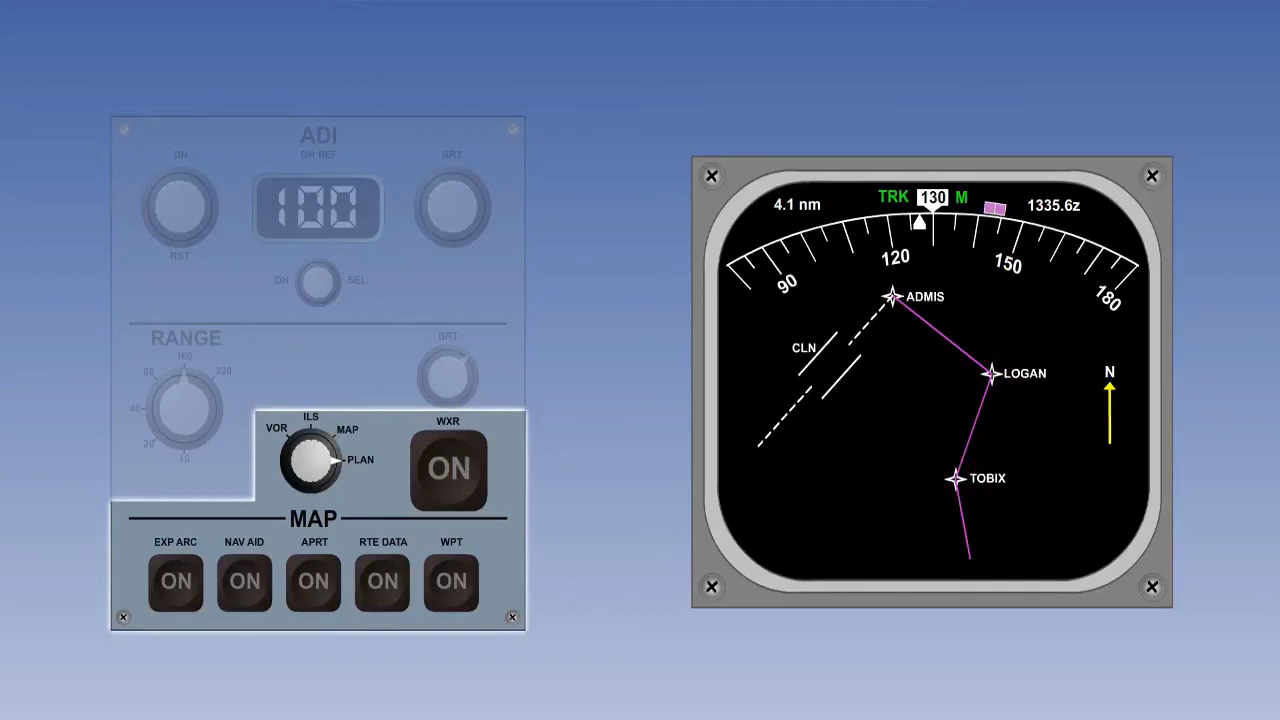 ADI
DH
DH REF
BRT
100
RST
DH
SEL
RANGE
BRT
160
80
320
40
20
10
VOR
ILS
MAP
PLAN
WXR
ON
MAP
EXP ARC
NAV AID
APRT
RTE DATA
WPT
ON
ON
ON
ON
ON
4.1 nm
TRK
130
M
1335.6z
90
120
150
180
ADMIS
CLN
LOGAN
N
TOBIX